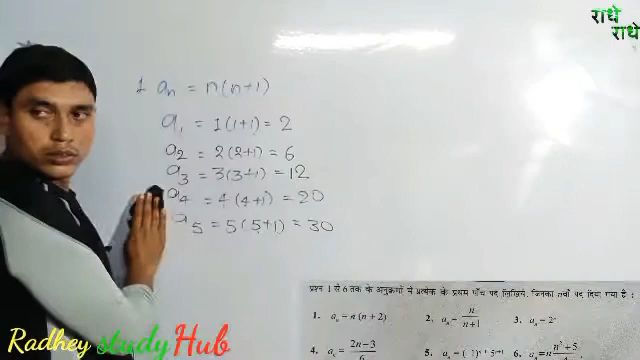 राधे
राधे
1 an = n(n+1)
a1 = 1(1+1) = 2
a2 = 2(2+1) = 6
a3 = 3(3+1) = 12
a4 = 4(4+1) = 20
a5 = 5(5+1) = 30
प्रश्न 1 से 6 तक के अनुक्रमों में प्रत्येक के प्रथम पाँच पद लिखिये, जिनका nवाँ पद दिया गया है :
1. an = n(n+2) 2. an = n/(n+1) 3. an = 2ⁿ
4. an = (2n−3)/6 5. 6. an = n (n²+5)
Radhey study Hub